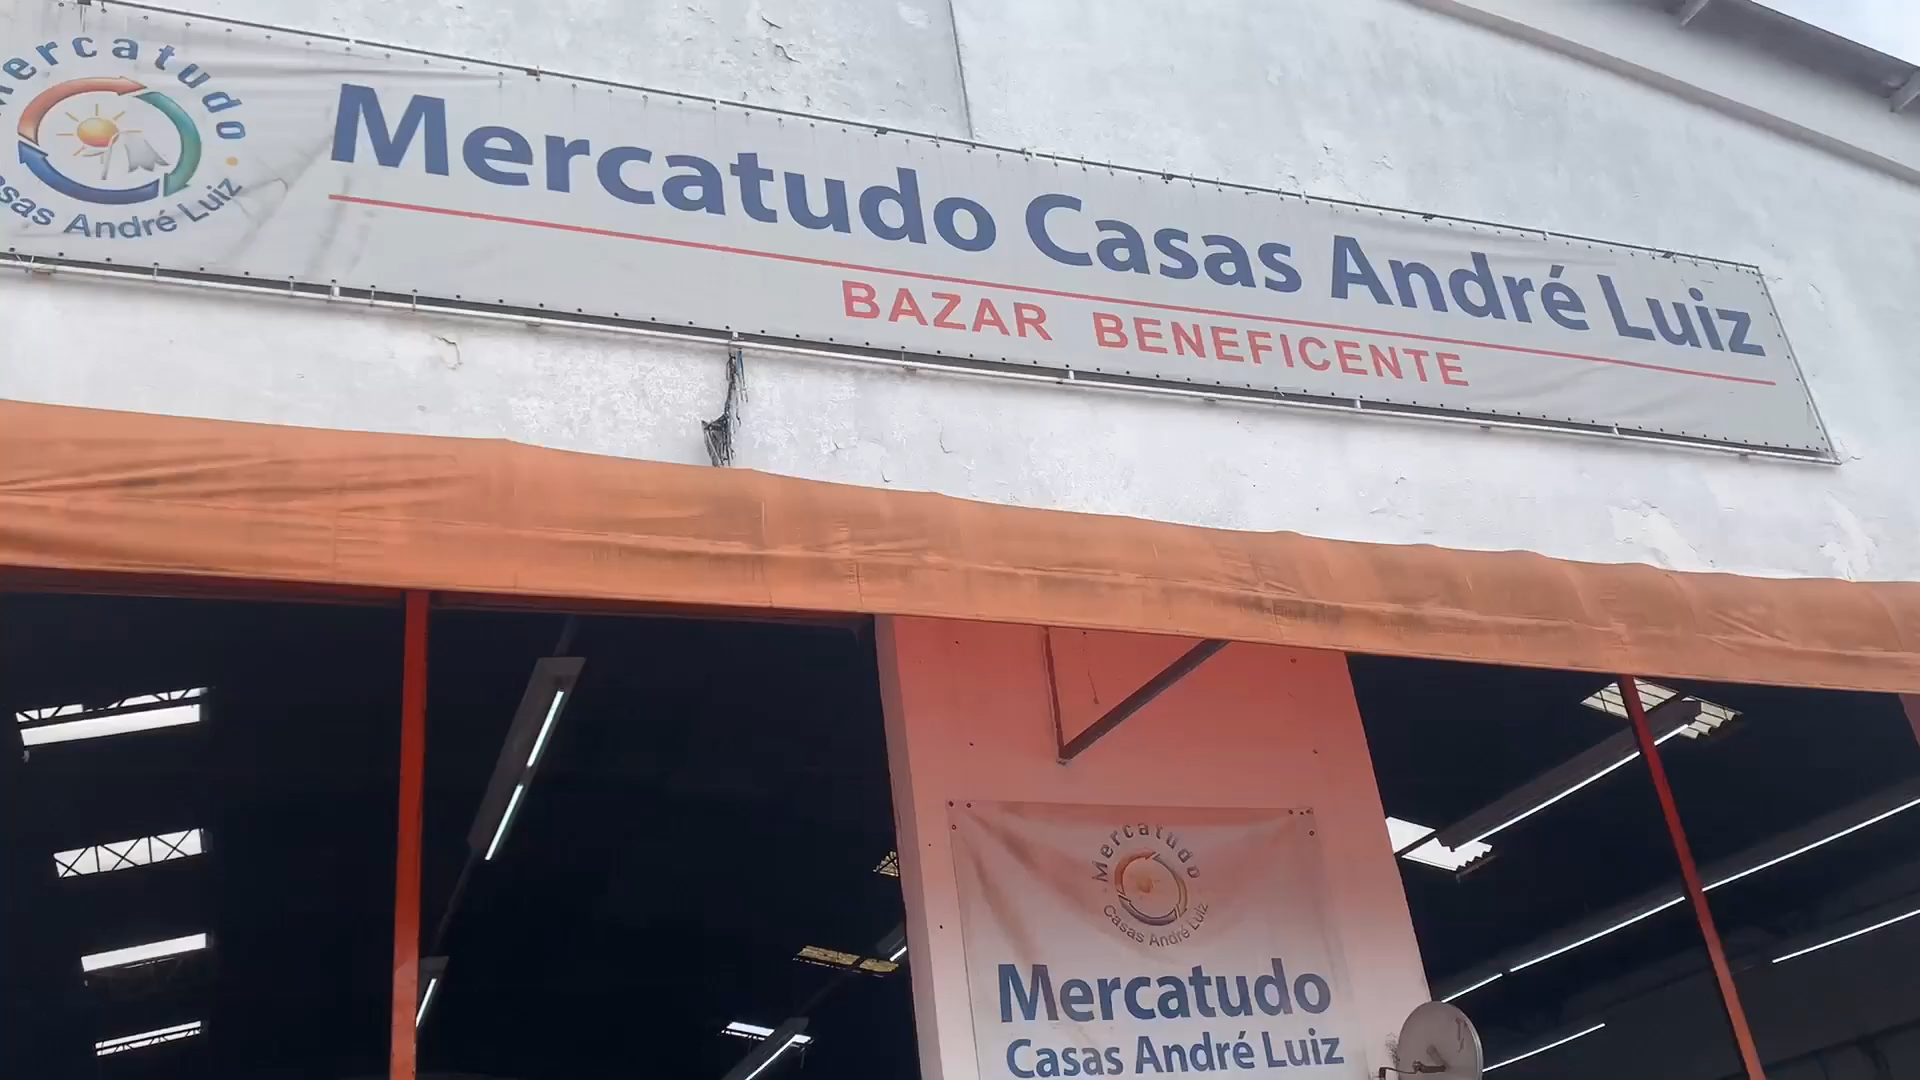 Mercatudo
Casas André Luiz
Mercatudo Casas André Luiz
BAZAR BENEFICENTE
Mercatudo
Casas André Luiz
Mercatudo
Casas André Luiz